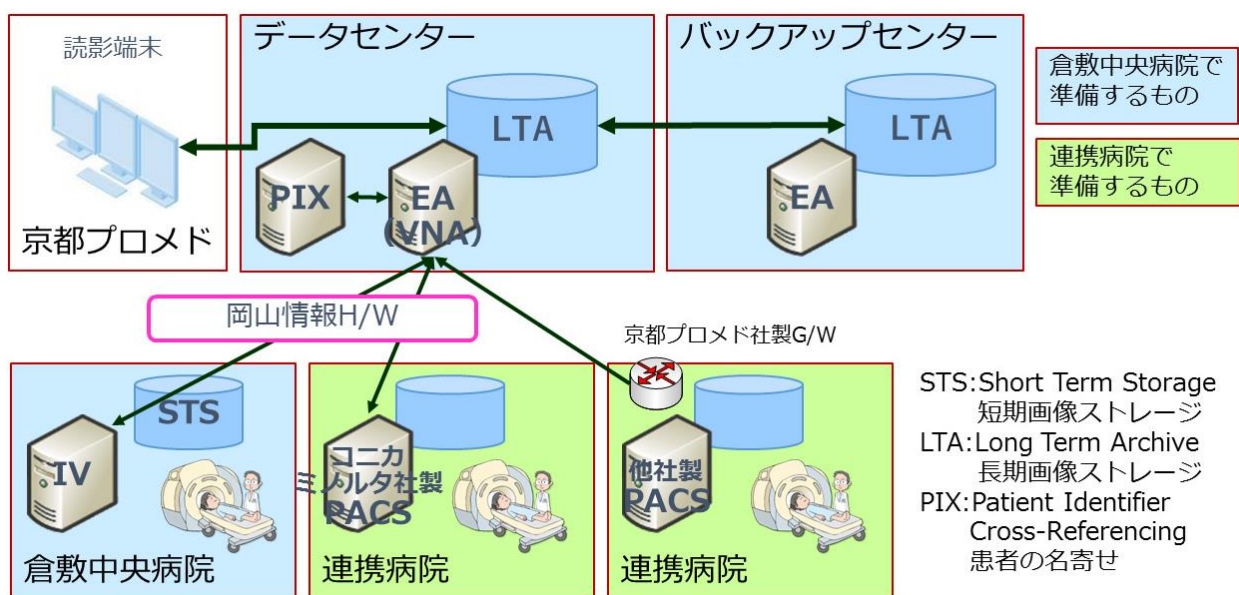 読影端末
京都プロメド
データセンター
LTA
PIX
EA
(VNA)
バックアップセンター
LTA
EA
倉敷中央病院で
準備するもの
連携病院で
準備するもの
岡山情報H/W
京都プロメド社製G/W
STS
IV
倉敷中央病院
コニカ
ミノルタ社製
PACS
連携病院
他社製
PACS
連携病院
STS:Short Term Storage
短期画像ストレージ
LTA:Long Term Archive
長期画像ストレージ
PIX:Patient Identifier
Cross-Referencing
患者の名寄せ